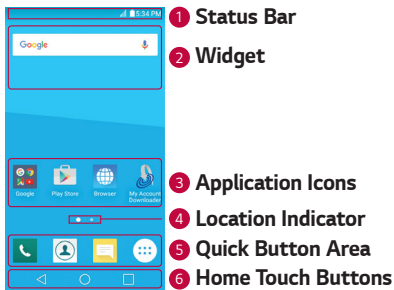 5:34 PM
1 Status Bar
Google
2 Widget
Google Play Store Browser My Account Downloader
3 Application Icons
4 Location Indicator
5 Quick Button Area
6 Home Touch Buttons